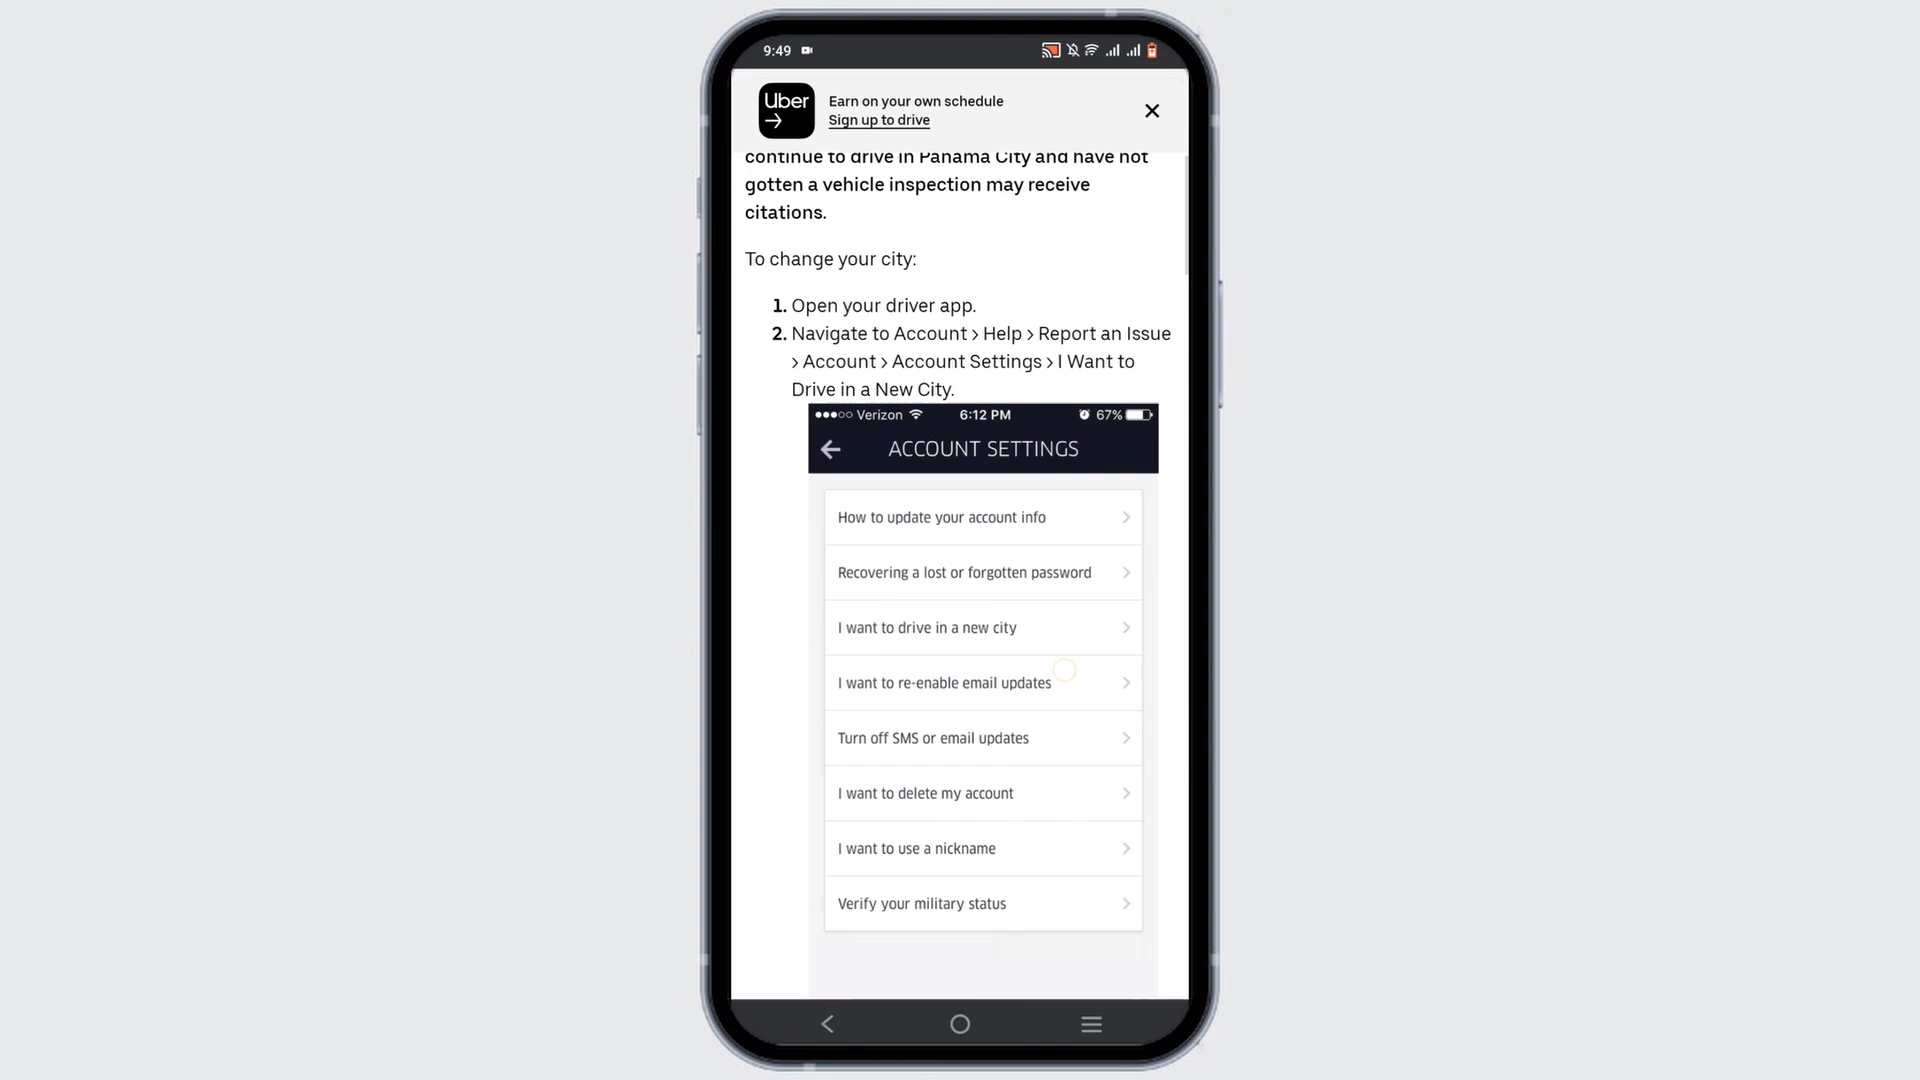 9:49
Uber
Earn on your own schedule
Sign up to drive
continue to drive in Panama City and have not
gotten a vehicle inspection may receive
citations.
To change your city:
1. Open your driver app.
2. Navigate to Account > Help > Report an Issue
> Account > Account Settings > I Want to
Drive in a New City.
Verizon 6:12 PM 67%
ACCOUNT SETTINGS
How to update your account info
Recovering a lost or forgotten password
I want to drive in a new city
I want to re-enable email updates
Turn off SMS or email updates
I want to delete my account
I want to use a nickname
Verify your military status